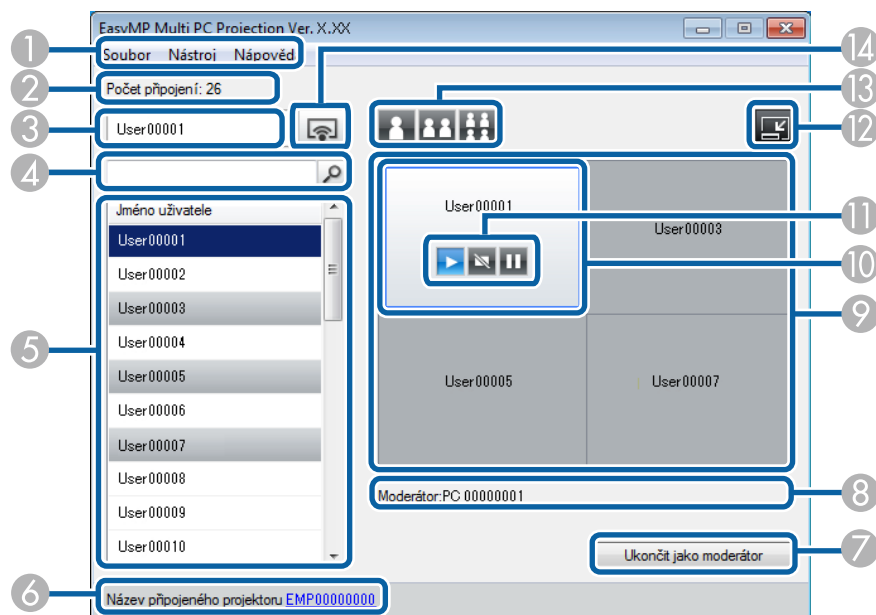 EasyMP Multi PC Projection Ver. X.XX
Soubor Nástroj Nápověd
Počet připojení: 26
User00001
Jméno uživatele
User00001
User00002
User00003
User00004
User00005
User00006
User00007
User00008
User00009
User00010
Název připojeného projektoru EMP00000000
User00001
User00003
User00005
User00007
Moderátor:PC 00000001
Ukončit jako moderátor
1
2
3
4
5
6
7
8
9
10
11
12
13
14